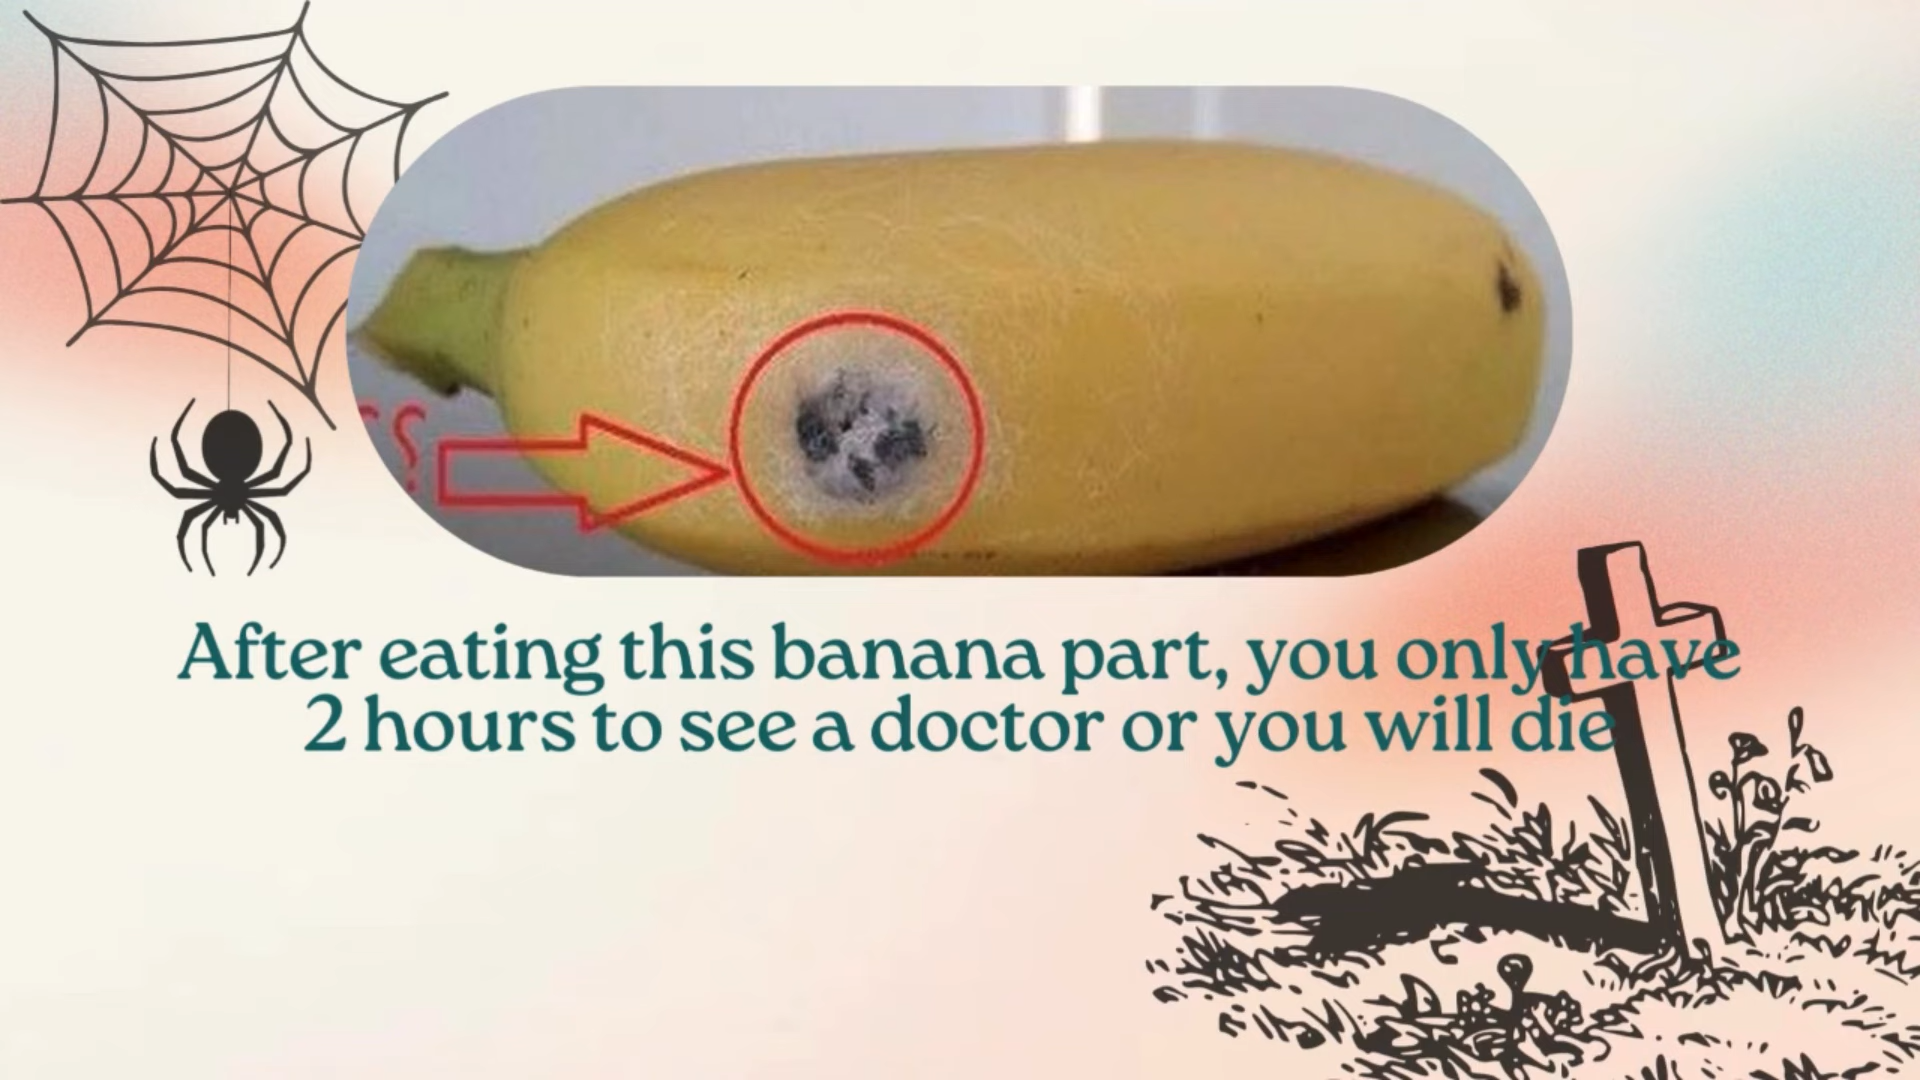 After eating this banana part, you only have
2 hours to see a doctor or you will die